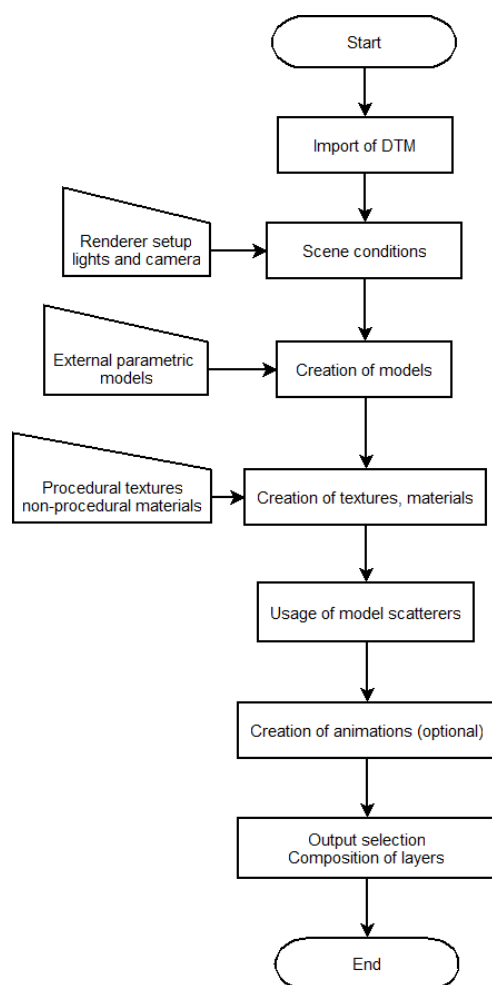 Start
Import of DTM
Renderer setup
lights and camera
Scene conditions
External parametric
models
Creation of models
Procedural textures
non-procedural materials
Creation of textures, materials
Usage of model scatterers
Creation of animations (optional)
Output selection
Composition of layers
End